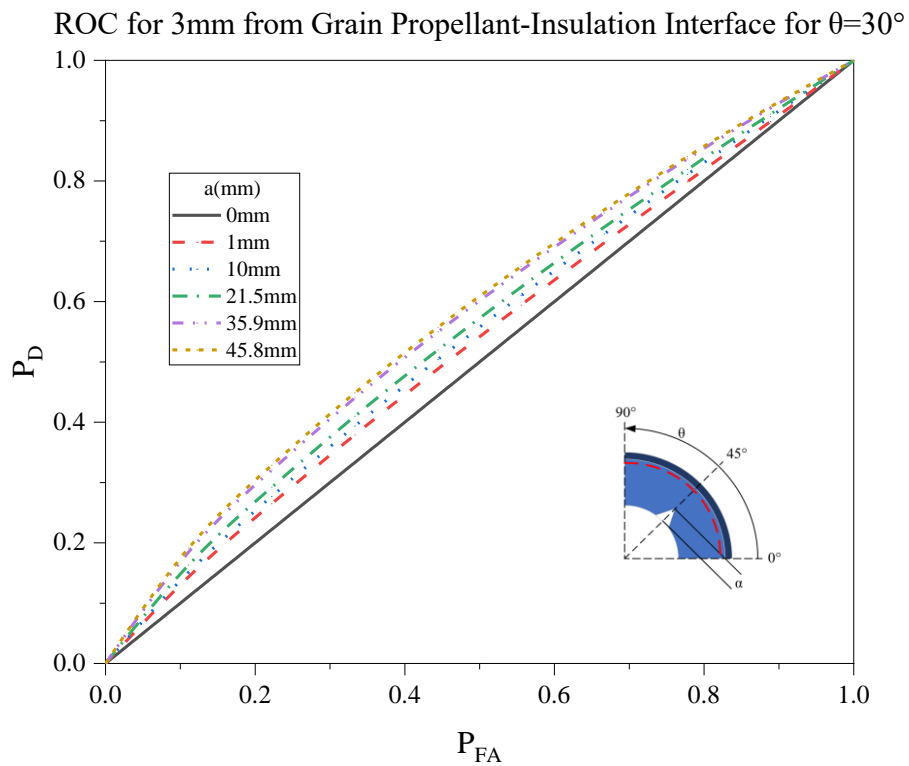 ROC for 3mm from Grain Propellant-Insulation Interface for θ=30°
1.0
0.8
0.6
0.4
0.2
0.0
P_D
a(mm)
0mm
1mm
10mm
21.5mm
35.9mm
45.8mm
90°
θ
45°
0°
α
0.0 0.2 0.4 0.6 0.8 1.0
P_FA